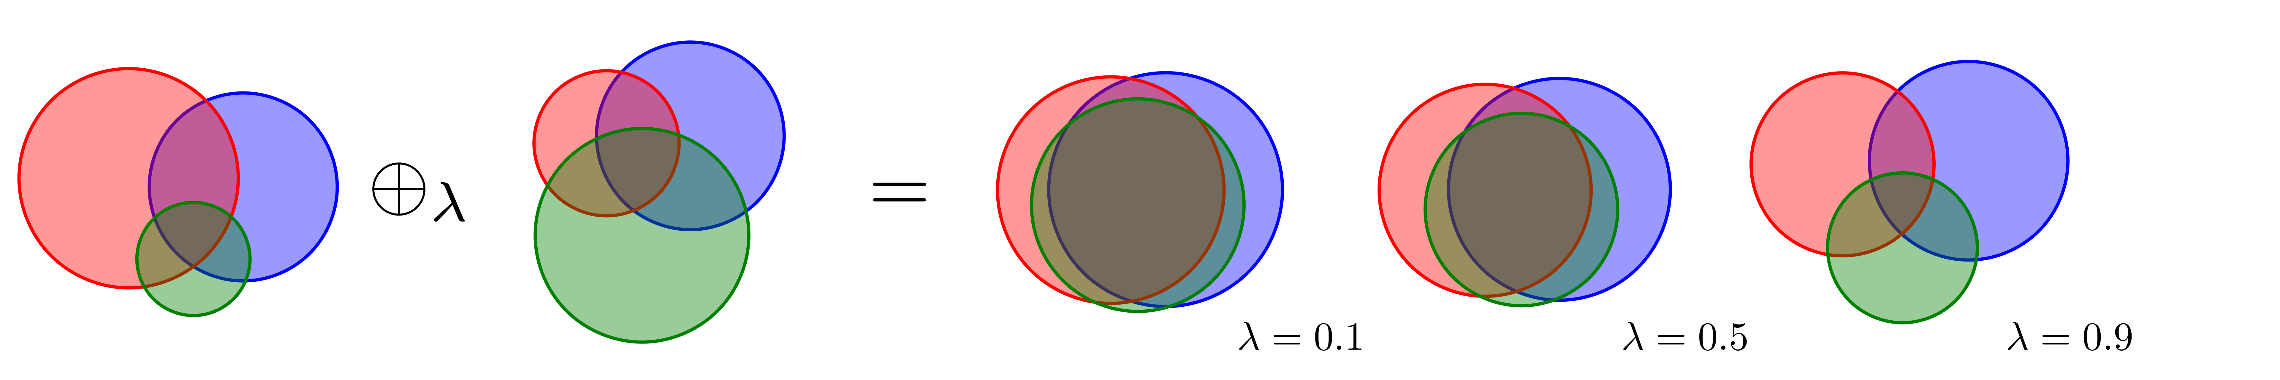 ⊕λ =
λ = 0.1
λ = 0.5
λ = 0.9